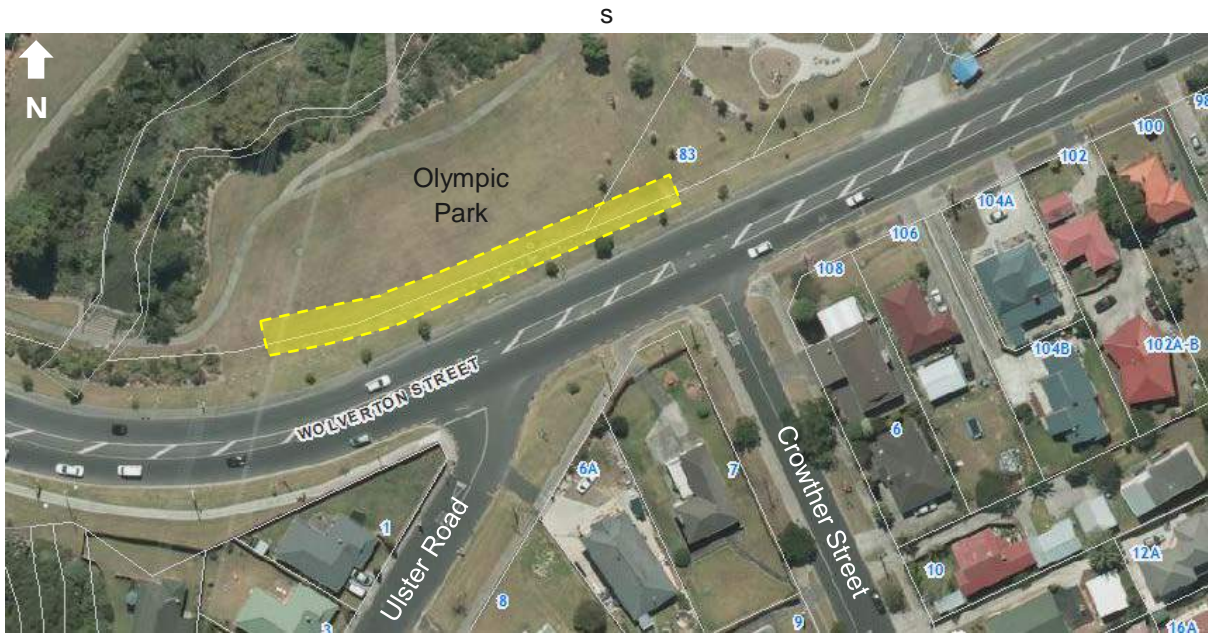 s
N
Olympic
Park
83
98
100
102
104A
106
108
102A-B
104B
WOLVERTON STREET
6
6A
7
1
Ulster Road
Crowther Street
10
12A
8
9
3
16A